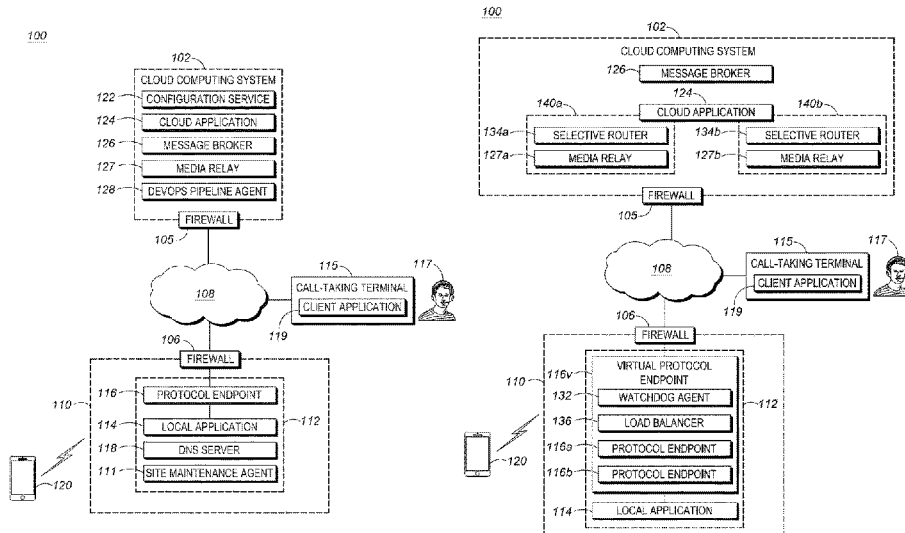 100
102
CLOUD COMPUTING SYSTEM
122 CONFIGURATION SERVICE
124 CLOUD APPLICATION
126 MESSAGE BROKER
127 MEDIA RELAY
128 DEVOPS PIPELINE AGENT
FIREWALL
105
115
117
CALL-TAKING TERMINAL
108
CLIENT APPLICATION
119
106
FIREWALL
110
116 PROTOCOL ENDPOINT
112
114 LOCAL APPLICATION
118 DNS SERVER
111 SITE MAINTENANCE AGENT
120
100
102
CLOUD COMPUTING SYSTEM
126 MESSAGE BROKER
124
140a CLOUD APPLICATION 140b
134a SELECTIVE ROUTER 134b SELECTIVE ROUTER
127a MEDIA RELAY 127b MEDIA RELAY
FIREWALL
105
115
117
CALL-TAKING TERMINAL
108
CLIENT APPLICATION
119
106
FIREWALL
110
116v VIRTUAL PROTOCOL
ENDPOINT
132 WATCHDOG AGENT
112
136 LOAD BALANCER
116a PROTOCOL ENDPOINT
116b PROTOCOL ENDPOINT
120
114 LOCAL APPLICATION